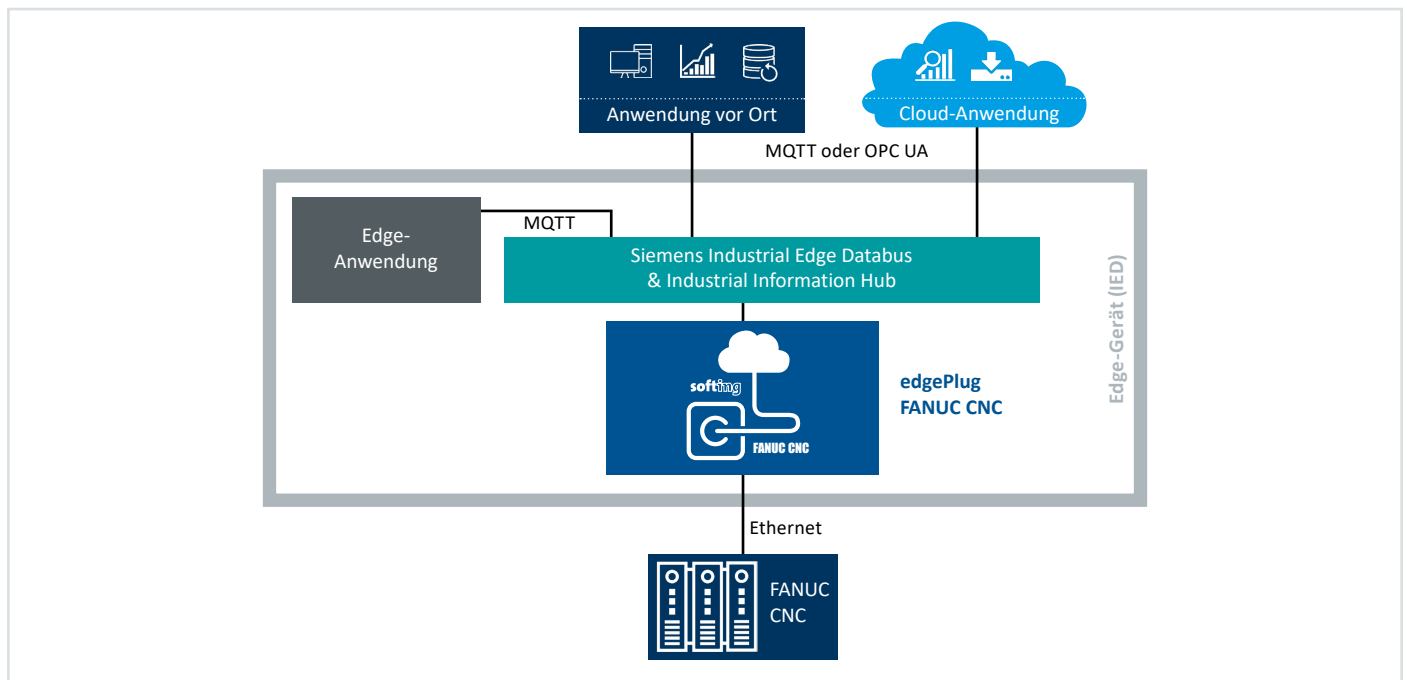 Anwendung vor Ort
Cloud-Anwendung
MQTT oder OPC UA
Edge-
Anwendung
MQTT
Siemens Industrial Edge Databus
& Industrial Information Hub
Edge-Gerät (IED)
softing
FANUC CNC
edgePlug
FANUC CNC
Ethernet
FANUC
CNC